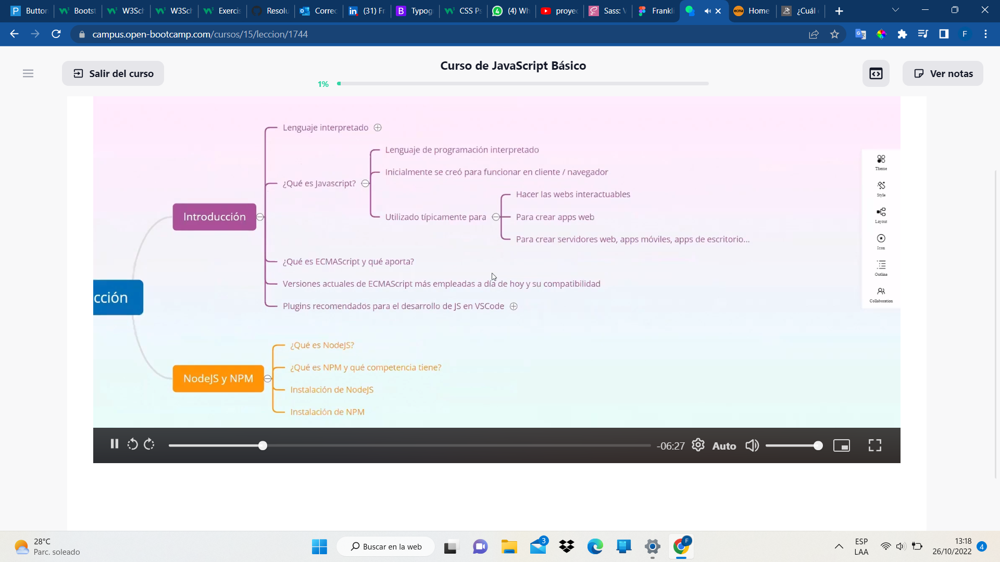 Button
Bootst
W3Sch
W3Sch
Exercis
Resolu
Correc
(31) Fr
Typog
CSS Ps
(4) Wh
proyec
Sass: V
Frankli
Home
¿Cuál
campus.open-bootcamp.com/cursos/15/leccion/1744
F
Salir del curso
Curso de JavaScript Básico
1%
Ver notas
Lenguaje interpretado
Lenguaje de programación interpretado
Inicialmente se creó para funcionar en cliente / navegador
¿Qué es Javascript?
Hacer las webs interactuables
Utilizado típicamente para
Para crear apps web
Para crear servidores web, apps móviles, apps de escritorio...
Introducción
¿Qué es ECMAScript y qué aporta?
Versiones actuales de ECMAScript más empleadas a día de hoy y su compatibilidad
Plugins recomendados para el desarrollo de JS en VSCode
cción
¿Qué es NodeJS?
¿Qué es NPM y qué competencia tiene?
NodeJS y NPM
Instalación de NodeJS
Instalación de NPM
Theme
Style
Layout
Icon
Outline
Collaboration
-06:27
Auto
28°C
Parc. soleado
Buscar en la web
3
F
ESP
LAA
13:18
26/10/2022
4